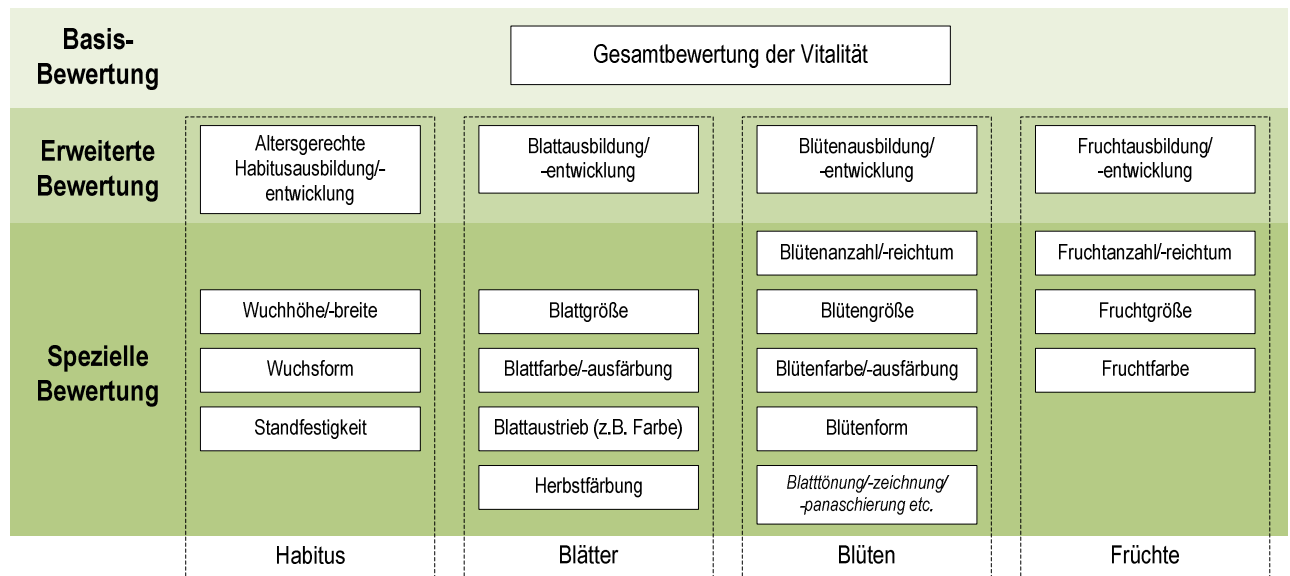 Basis-
Bewertung
Gesamtbewertung der Vitalität
Erweiterte
Bewertung
Altersgerechte
Habitusausbildung/-
entwicklung
Blattausbildung/
-entwicklung
Blütenausbildung/
-entwicklung
Fruchtausbildung/
-entwicklung
Spezielle
Bewertung
Blütenanzahl/-reichtum
Fruchtanzahl/-reichtum
Wuchhöhe/-breite
Blattgröße
Blütengröße
Fruchtgröße
Wuchsform
Blattfarbe/-ausfärbung
Blütenfarbe/-ausfärbung
Fruchtfarbe
Standfestigkeit
Blattaustrieb (z.B. Farbe)
Blütenform
Herbstfärbung
Blatttönung/-zeichnung/
-panaschierung etc.
Habitus
Blätter
Blüten
Früchte